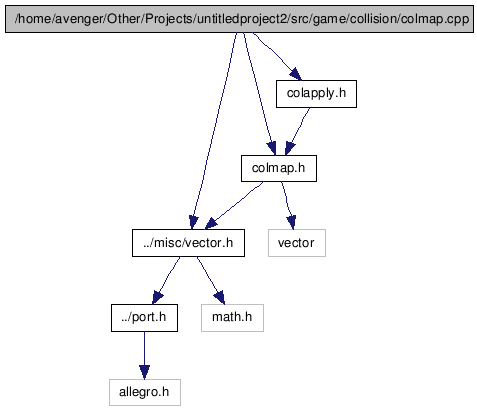 /home/avenger/Other/Projects/untitledproject2/src/game/collision/colmap.cpp
colapply.h
colmap.h
../misc/vector.h
vector
../port.h
math.h
allegro.h